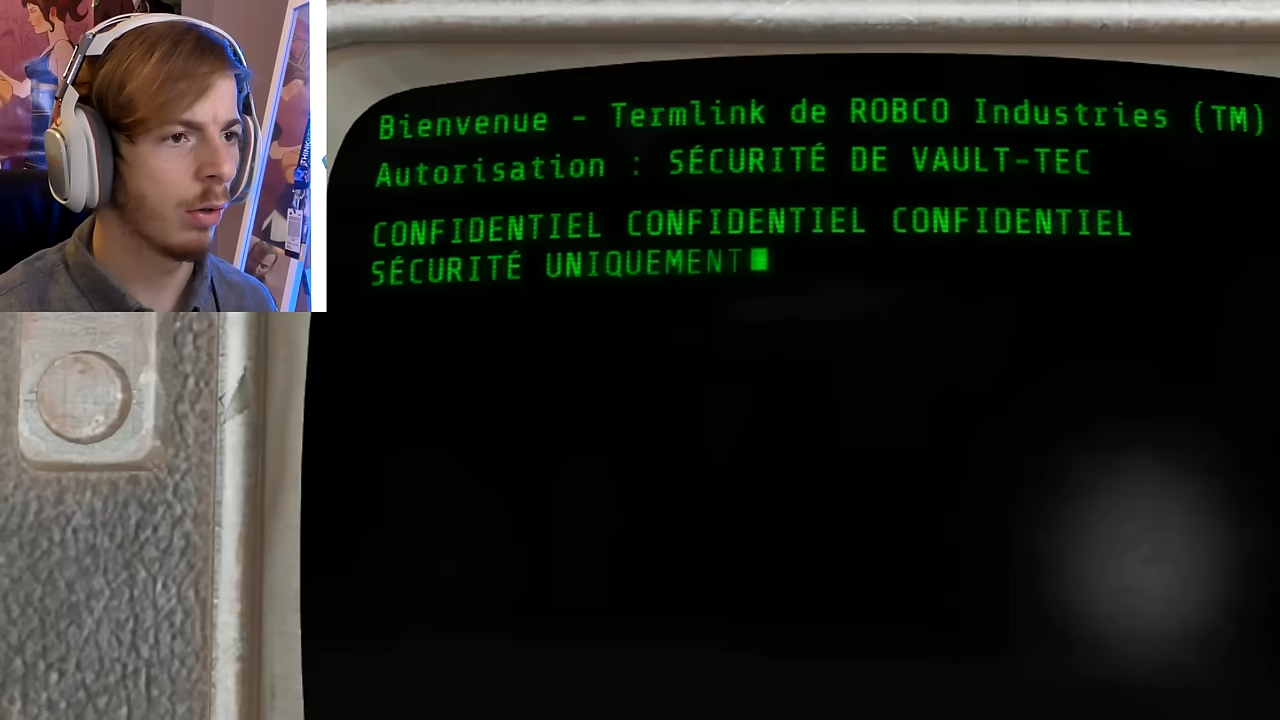 Bienvenue - Termlink de ROBCO Industries (TM)
Autorisation : SÉCURITÉ DE VAULT-TEC
CONFIDENTIEL CONFIDENTIEL CONFIDENTIEL
SÉCURITÉ UNIQUEMENT